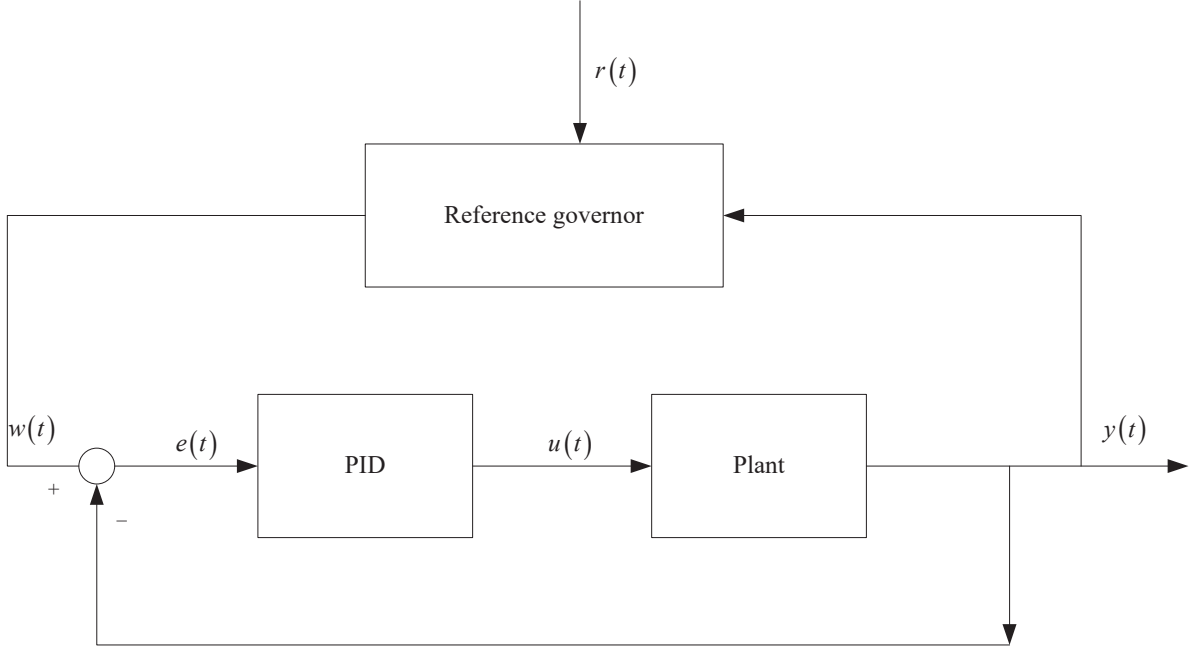 r(t)
Reference governor
w(t)
e(t)
u(t)
y(t)
PID
Plant
+
−